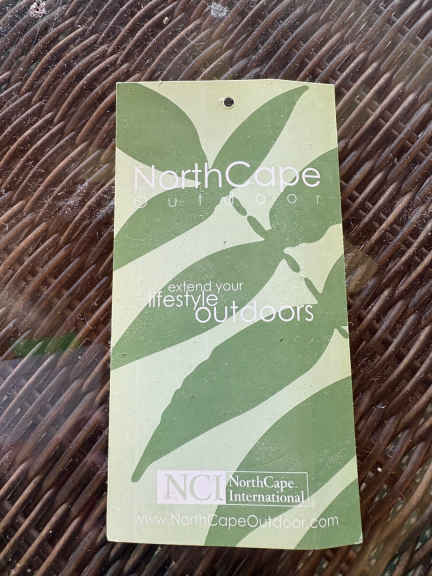 NorthCape
Outdoor
extend your
lifestyle
outdoors
NCI NorthCape
International
www.NorthCapeOutdoor.com